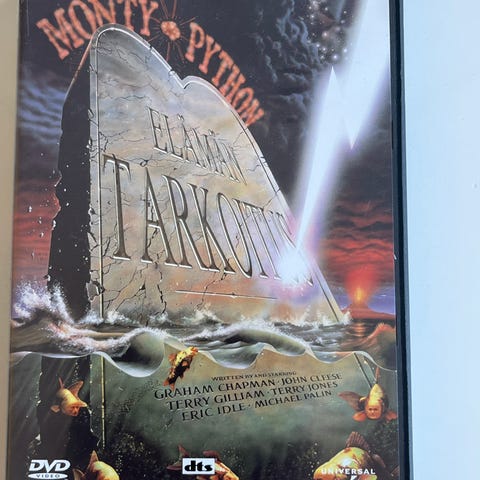 MONTY PYTHON
ELÄMÄN
TARKOITUS
WRITTEN BY AND STARRING
GRAHAM CHAPMAN · JOHN CLEESE
TERRY GILLIAM · TERRY JONES
ERIC IDLE · MICHAEL PALIN
DVD
VIDEO
dts
UNIVERSAL